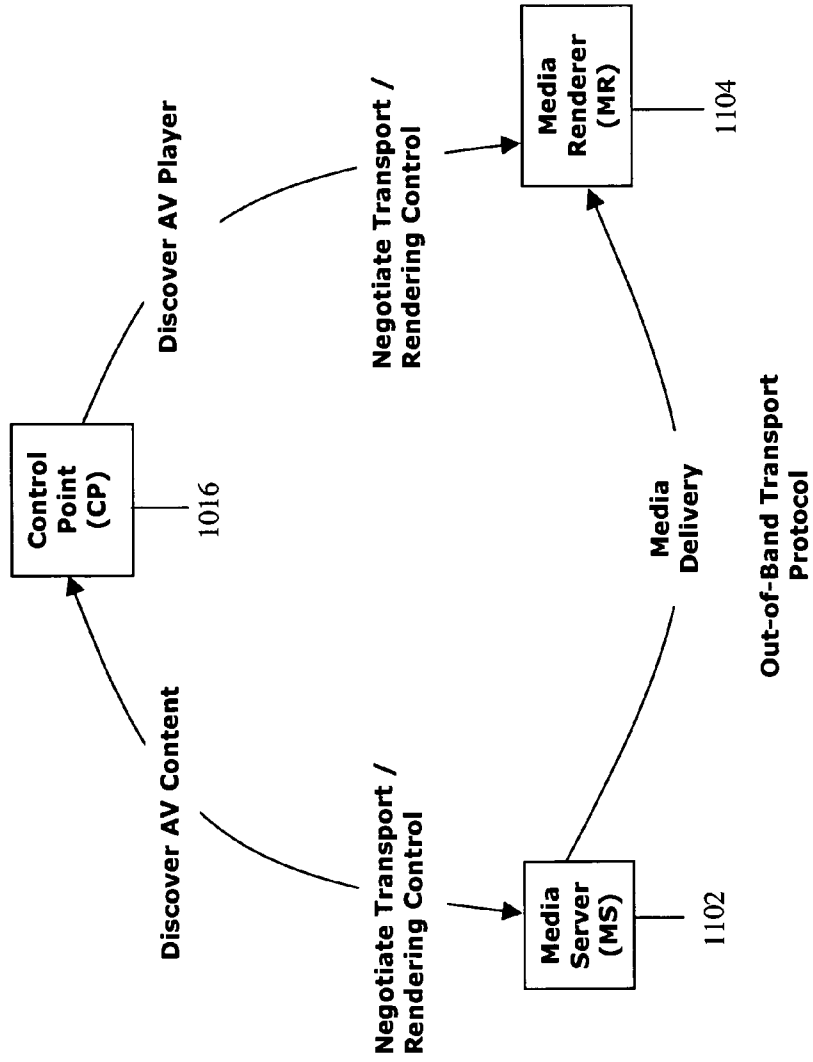 Control
Point
(CP)
1016
Discover AV Content
Discover AV Player
Negotiate Transport /
Rendering Control
Negotiate Transport /
Rendering Control
Media
Server
(MS)
1102
Media
Delivery
Media
Renderer
(MR)
1104
Out-of-Band Transport
Protocol